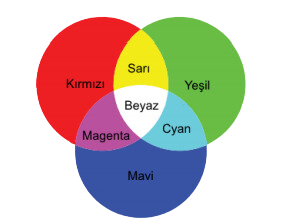 Sarı
Kırmızı
Yeşil
Beyaz
Magenta
Cyan
Mavi